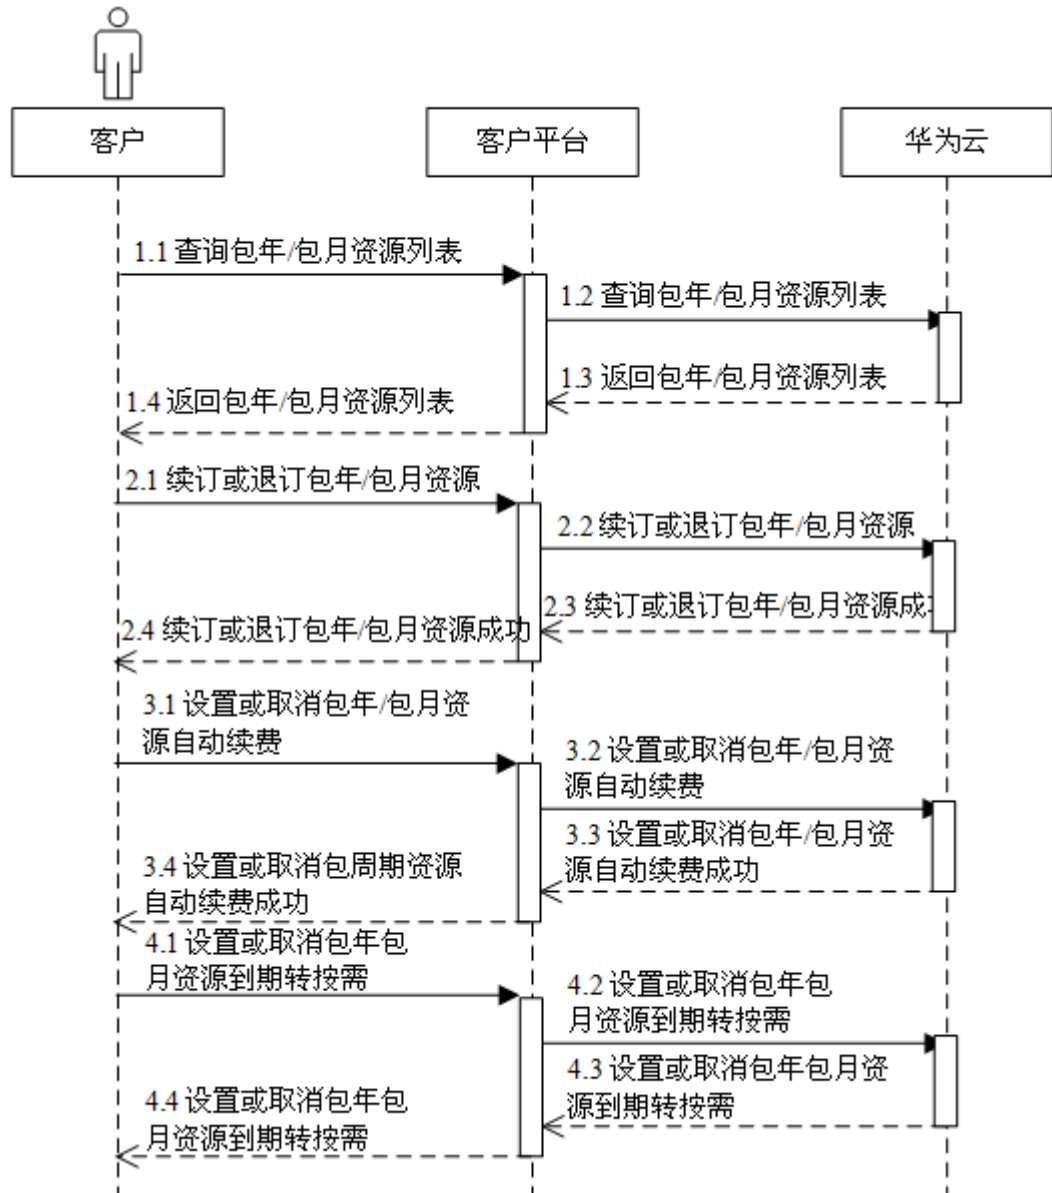 客户
客户平台
华为云
1.1 查询包年/包月资源列表
1.2 查询包年/包月资源列表
1.3 返回包年/包月资源列表
1.4 返回包年/包月资源列表
2.1 续订或退订包年/包月资源
2.2 续订或退订包年/包月资源
2.3 续订或退订包年/包月资源成
2.4 续订或退订包年/包月资源成功
3.1 设置或取消包年/包月资
源自动续费
3.2 设置或取消包年/包月资
源自动续费
3.3 设置或取消包年/包月资
源自动续费成功
3.4 设置或取消包周期资源
自动续费成功
4.1 设置或取消包年包
月资源到期转按需
4.2 设置或取消包年包
月资源到期转按需
4.3 设置或取消包年包月资
源到期转按需
4.4 设置或取消包年包
月资源到期转按需